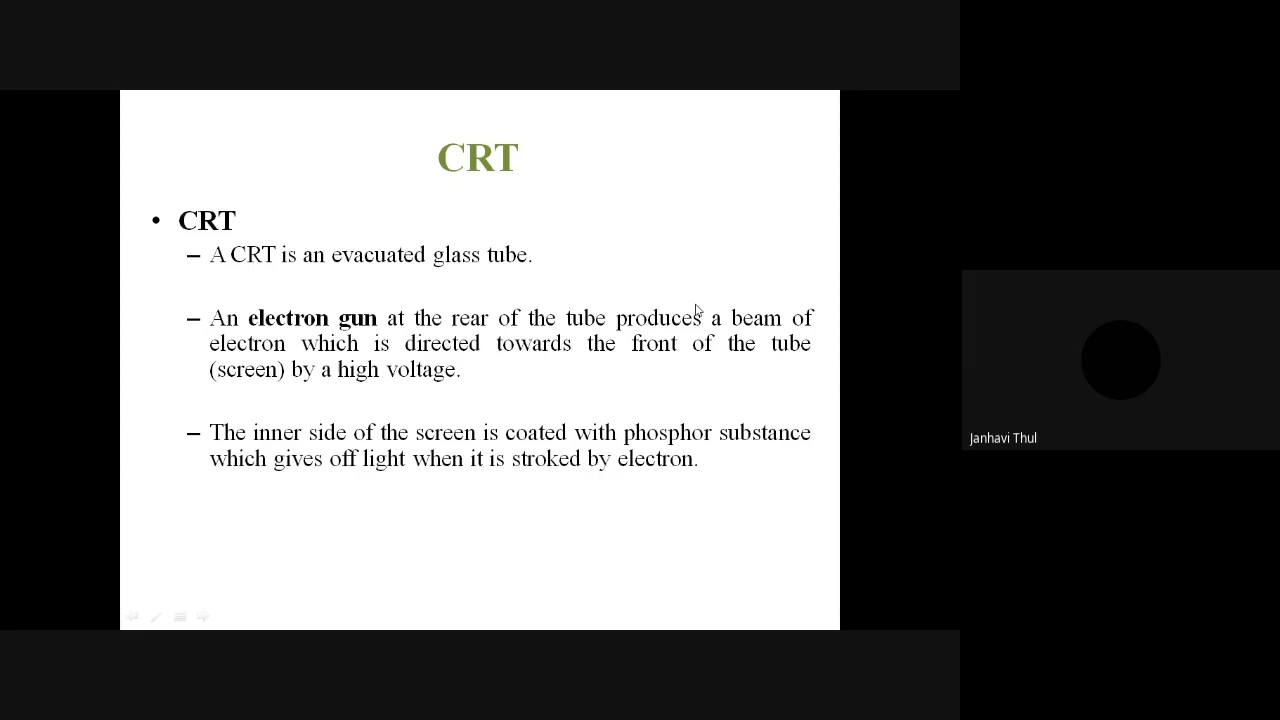 CRT
• CRT
– A CRT is an evacuated glass tube.
– An electron gun at the rear of the tube produces a beam of
electron which is directed towards the front of the tube
(screen) by a high voltage.
– The inner side of the screen is coated with phosphor substance
which gives off light when it is stroked by electron.
Janhavi Thul